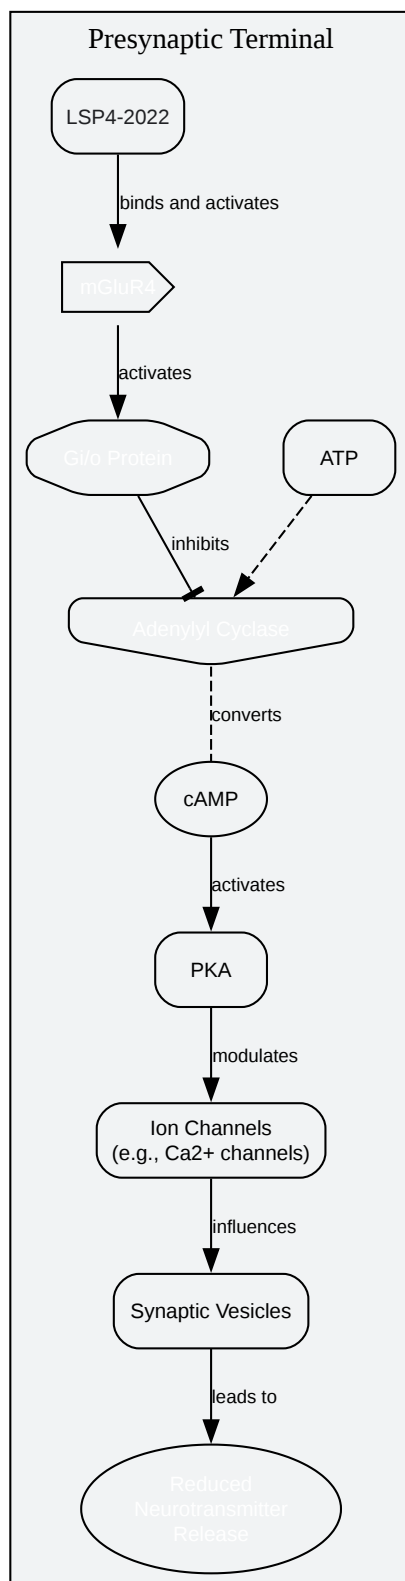 Presynaptic Terminal
LSP4-2022
binds and activates
mGluR4
activates
Gi/o Protein
ATP
inhibits
Adenylyl Cyclase
converts
cAMP
activates
PKA
modulates
Ion Channels
(e.g., Ca2+ channels)
influences
Synaptic Vesicles
leads to
Reduced
Neurotransmitter
Release